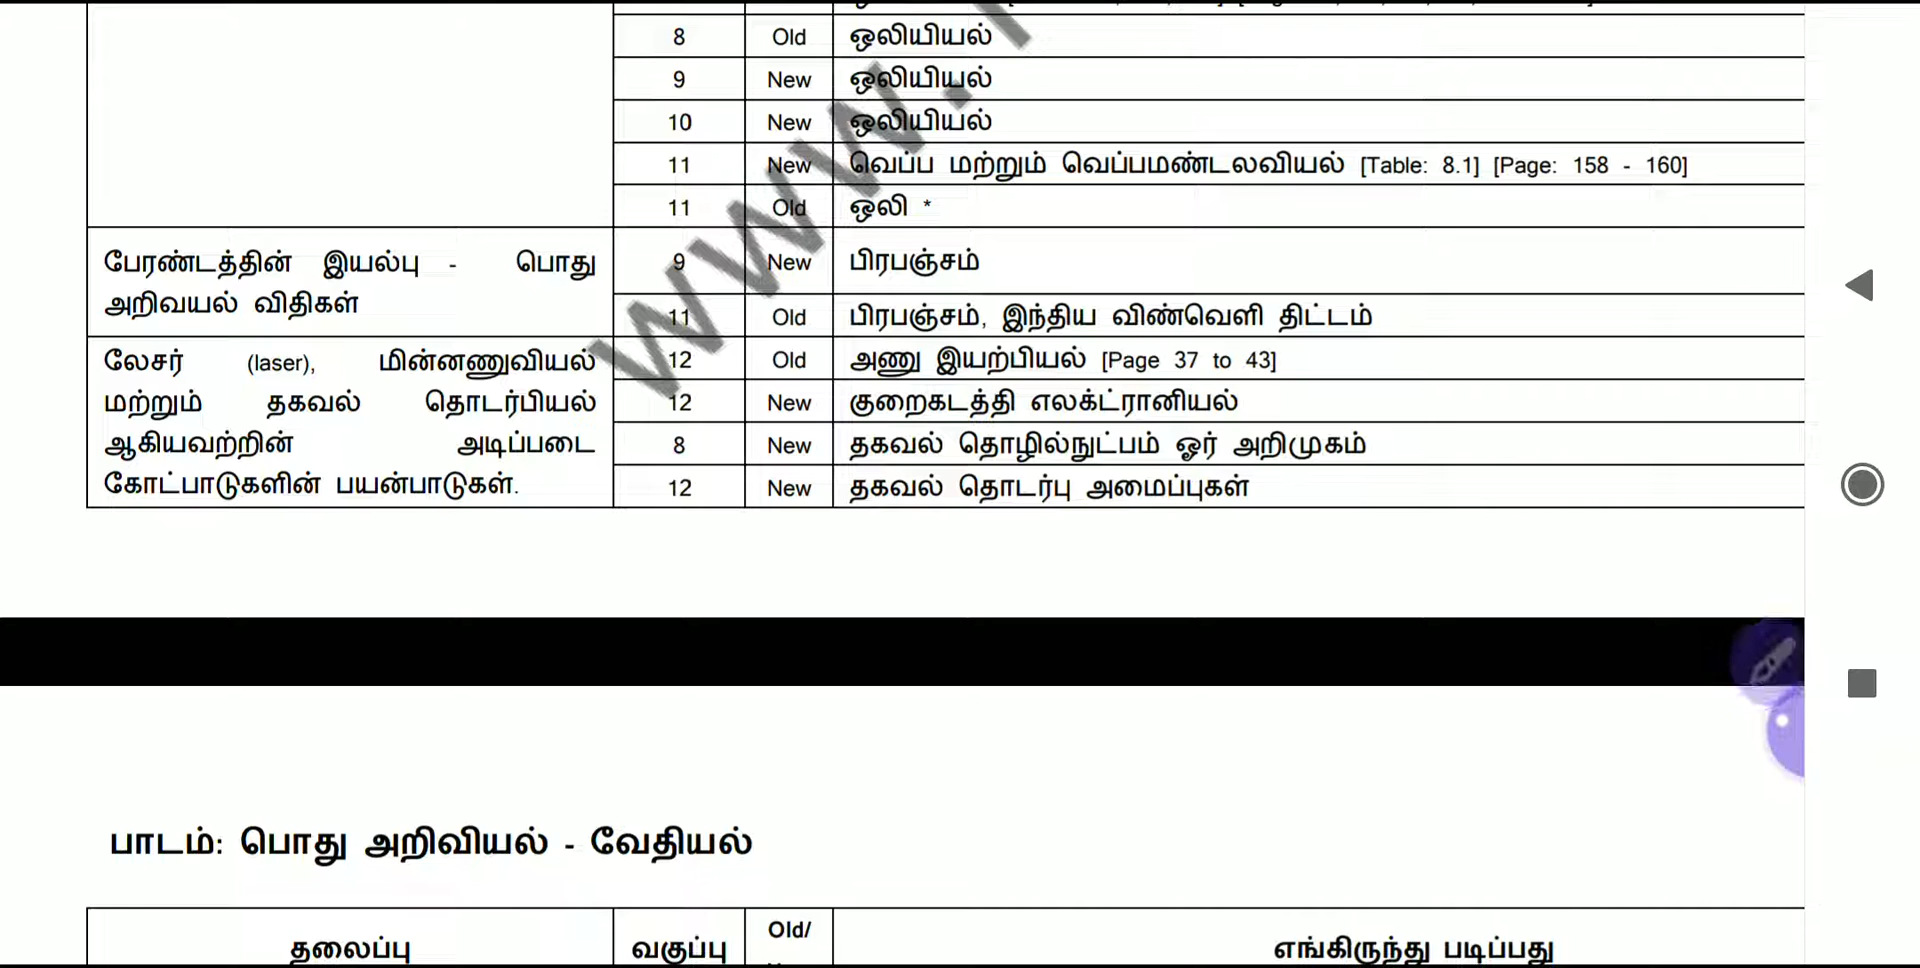 8 Old ஒலியியல்
9 New ஒலியியல்
10 New ஒலியியல்
11 New வெப்ப மற்றும் வெப்பமண்டலவியல் [Table: 8.1] [Page: 158 - 160]
11 Old ஒலி *
பேரண்டத்தின் இயல்பு - பொது
அறிவயல் விதிகள்
9 New பிரபஞ்சம்
11 Old பிரபஞ்சம், இந்திய விண்வெளி திட்டம்
லேசர் (laser), மின்னணுவியல்
மற்றும் தகவல் தொடர்பியல்
ஆகியவற்றின் அடிப்படை
கோட்பாடுகளின் பயன்பாடுகள்.
12 Old அணு இயற்பியல் [Page 37 to 43]
12 New குறைகடத்தி எலக்ட்ரானியல்
8 New தகவல் தொழில்நுட்பம் ஓர் அறிமுகம்
12 New தகவல் தொடர்பு அமைப்புகள்
www.
பாடம்: பொது அறிவியல் - வேதியல்
தலைப்பு வகுப்பு Old/ எங்கிருந்து படிப்பது